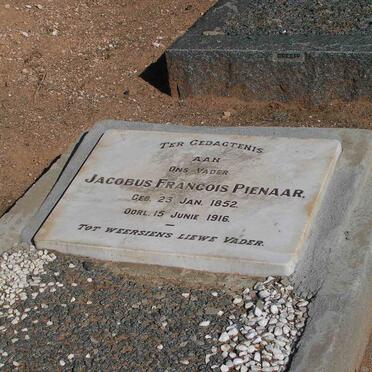 TER GEDAGTENIS
AAN
ONS VADER
JACOBUS FRANCOIS PIENAAR,
GEB. 23 JAN. 1852.
OORL. 15 JUNIE 1916.
TOT WEERSIENS LIEWE VADER.